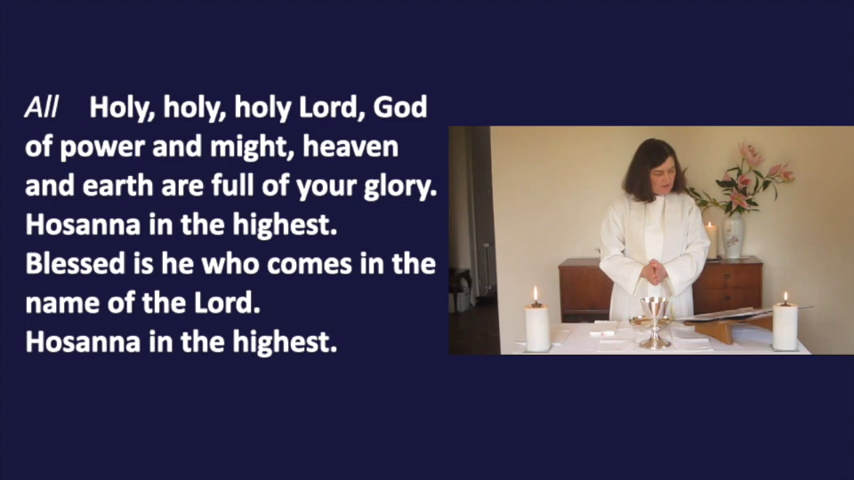 All Holy, holy, holy Lord, God
of power and might, heaven
and earth are full of your glory.
Hosanna in the highest.
Blessed is he who comes in the
name of the Lord.
Hosanna in the highest.